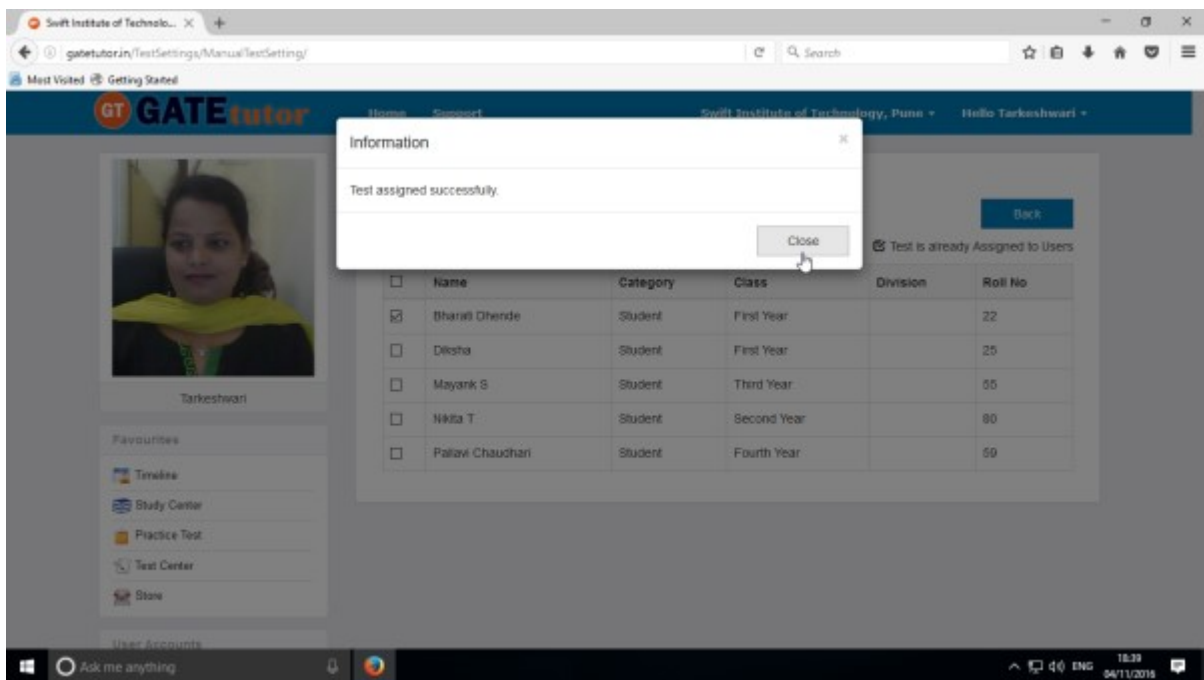 Swift Institute of Technolo...
gatetutor.in/TestSettings/ManualTestSetting/
Search
Most Visited Getting Started
GT GATEtutor Home Support Swift Institute of Technology, Pune Hello Tarkeshwari
Information
Test assigned successfully.
Close
Back
Test is already Assigned to Users
Name Category Class Division Roll No
Bharati Dhende Student First Year 22
Diksha Student First Year 25
Mayank S Student Third Year 55
Nikita T Student Second Year 80
Pallavi Chaudhari Student Fourth Year 59
Tarkeshwari
Favourites
Timeline
Study Center
Practice Test
Test Center
Store
User Accounts
Ask me anything
ENG
18:39
04/11/2016